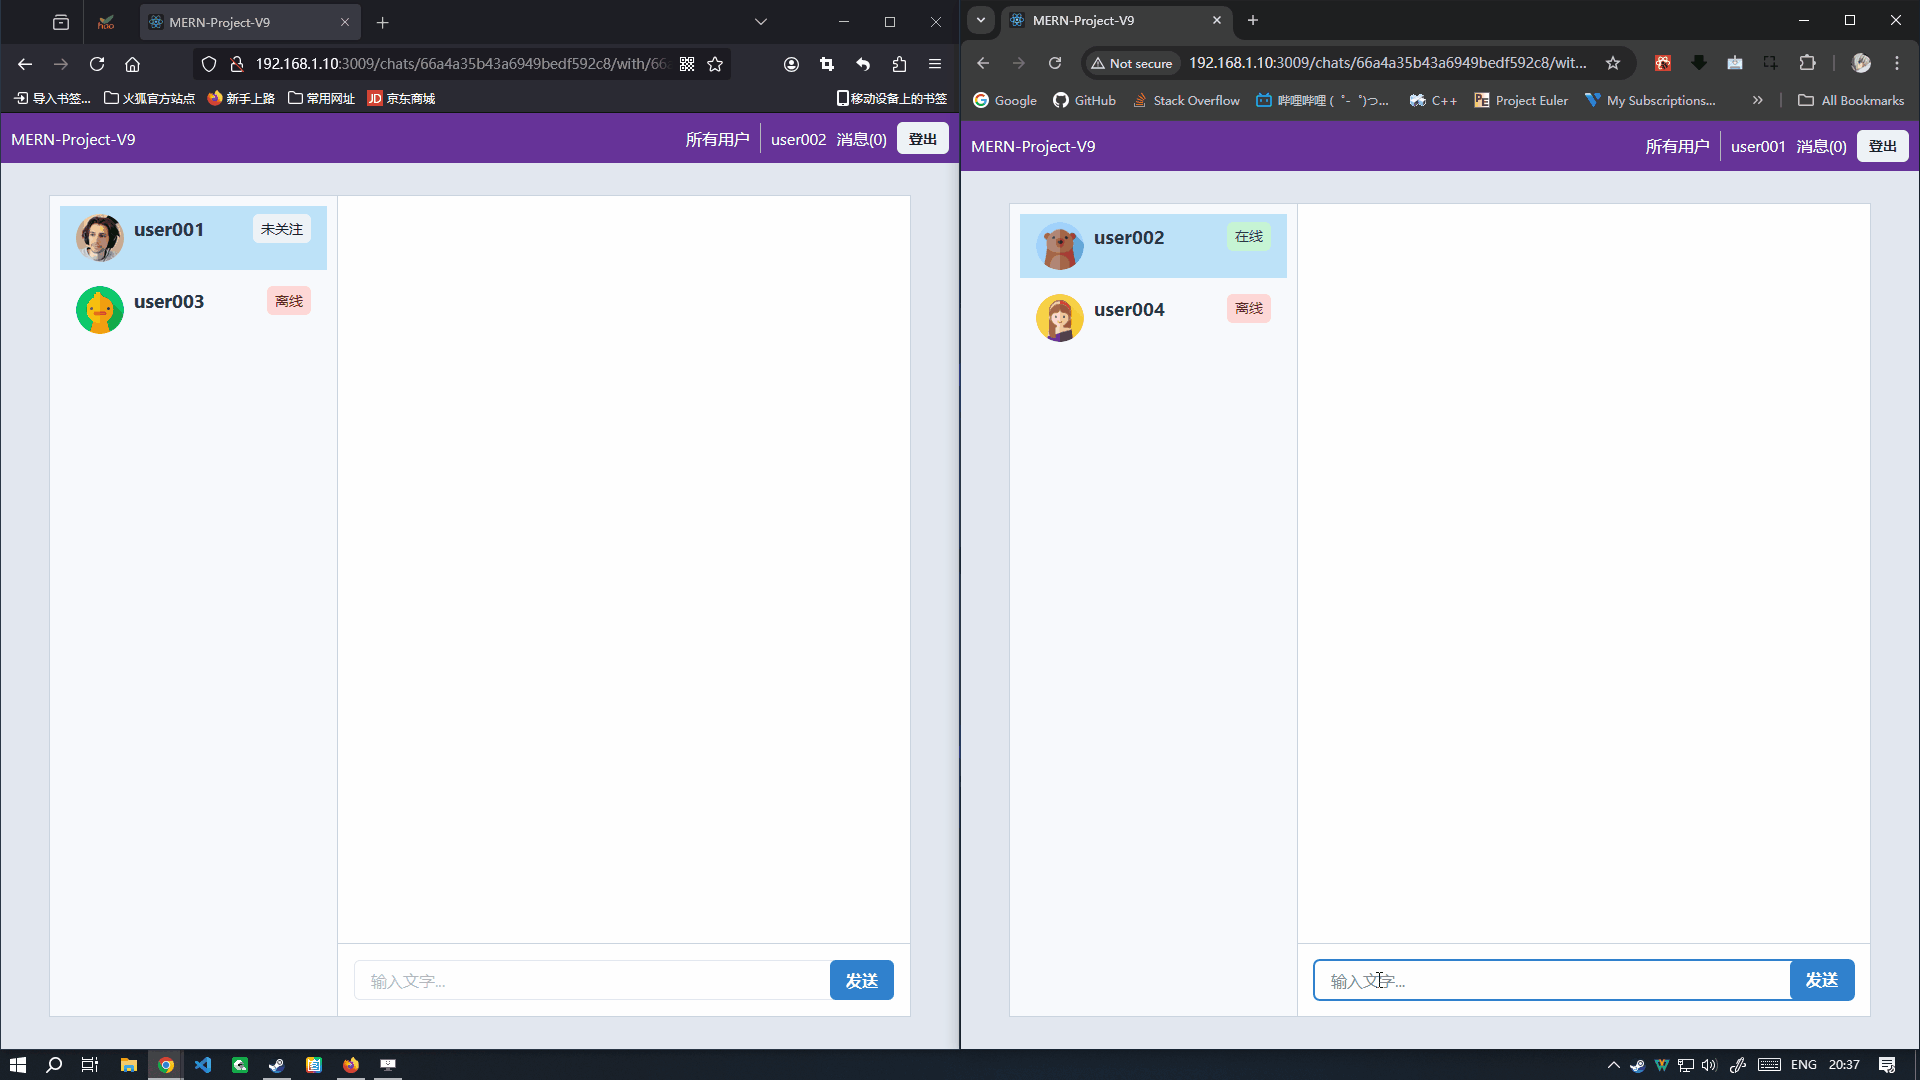 MERN-Project-V9
192.168.1.10:3009/chats/66a4a35b43a6949bedf592c8/with/66
导入书签...
火狐官方站点
新手上路
常用网址
JD 京东商城
移动设备上的书签
MERN-Project-V9
所有用户
user002
消息(0)
登出
user001
未关注
user003
离线
输入文字...
发送
MERN-Project-V9
Not secure
192.168.1.10:3009/chats/66a4a35b43a6949bedf592c8/wit...
Google
GitHub
Stack Overflow
哔哩哔哩 ( ゜- ゜)つ...
C++
Project Euler
My Subscriptions...
All Bookmarks
MERN-Project-V9
所有用户
user001
消息(0)
登出
user002
在线
user004
离线
输入文字...
发送
ENG
20:37